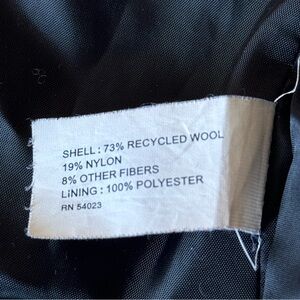 SHELL : 73% RECYCLED WOOL
19% NYLON
8% OTHER FIBERS
LINING : 100% POLYESTER
RN 54023